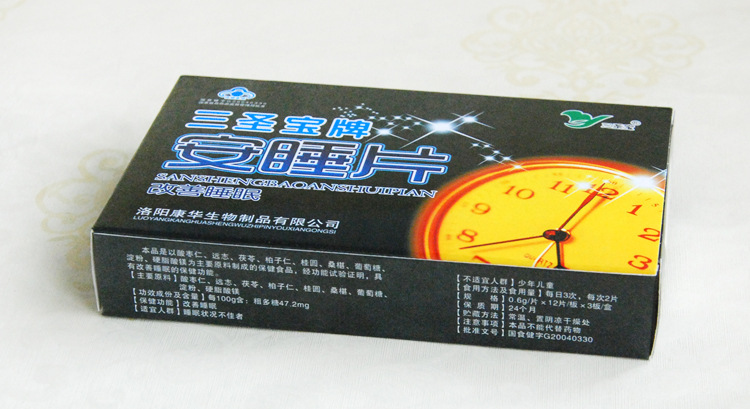 三圣宝牌
安睡片
SANSHENGBAOANSHUIPIAN
改善睡眠
洛阳康华生物制品有限公司
LUOYANGKANGHUASHENGWUZHIPINYOUXIANGONGSI
本品是以酸枣仁、远志、茯苓、柏子仁、桂圆、桑椹、葡萄糖、
淀粉、硬脂酸镁为主要原料制成的保健食品，经功能试验证明，具
有改善睡眠的保健功能。
【主要原料】酸枣仁、远志、茯苓、柏子仁、桂圆、桑椹、葡萄糖、
淀粉、硬脂酸镁
【功效成份及含量】每100g含：粗多糖47.2mg
【保健功能】改善睡眠
【适宜人群】睡眠状况不佳者
【不适宜人群】少年儿童
【食用方法及食用量】每日3次，每次2片
【规 格】0.6g/片×12片/板×3板/盒
【保 质 期】24个月
【贮藏方法】常温、置阴凉干燥处
【注意事项】本品不能代替药物
【批准文号】国食健字G20040330